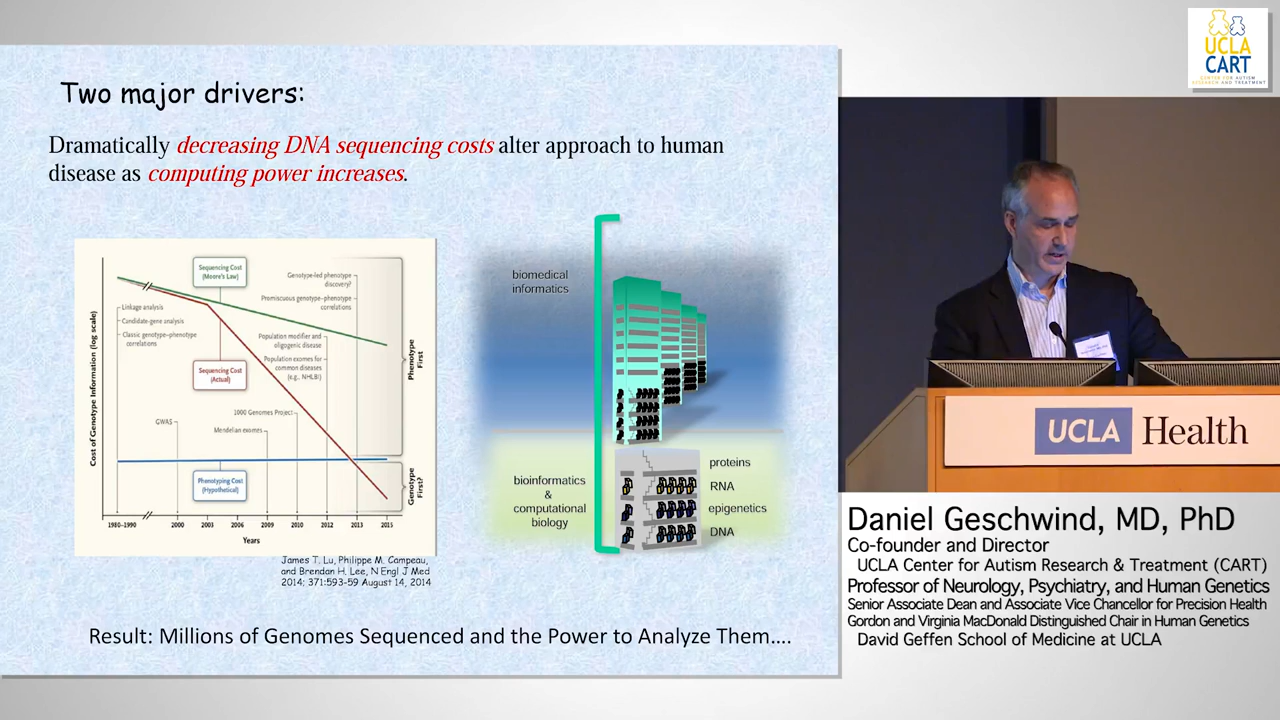 Two major drivers:
Dramatically decreasing DNA sequencing costs alter approach to human
disease as computing power increases.
Cost of Genotype Information (log scale)
Sequencing Cost
(Moore's Law)
Genotype-led phenotype
discovery?
Promiscuous genotype–phenotype
correlations
Linkage analysis
Candidate-gene analysis
Classic genotype–phenotype
correlations
Population modifier and
oligogenic disease
Population exomes for
common diseases
(e.g., NHLBI)
Sequencing Cost
(Actual)
1000 Genomes Project
GWAS
Mendelian exomes
Phenotyping Cost
(Hypothetical)
Phenotype
First
Genotype
First?
1980–1990 2000 2003 2006 2009 2010 2012 2013 2015
Years
James T. Lu, Philippe M. Campeau,
and Brendan H. Lee, N Engl J Med
2014; 371:593-59 August 14, 2014
biomedical
informatics
bioinformatics
&
computational
biology
proteins
RNA
epigenetics
DNA
Result: Millions of Genomes Sequenced and the Power to Analyze Them....
UCLA
CART
CENTER FOR AUTISM
RESEARCH AND TREATMENT
UCLA Health
Daniel Geschwind, MD, PhD
Co-founder and Director
UCLA Center for Autism Research & Treatment (CART)
Professor of Neurology, Psychiatry, and Human Genetics
Senior Associate Dean and Associate Vice Chancellor for Precision Health
Gordon and Virginia MacDonald Distinguished Chair in Human Genetics
David Geffen School of Medicine at UCLA